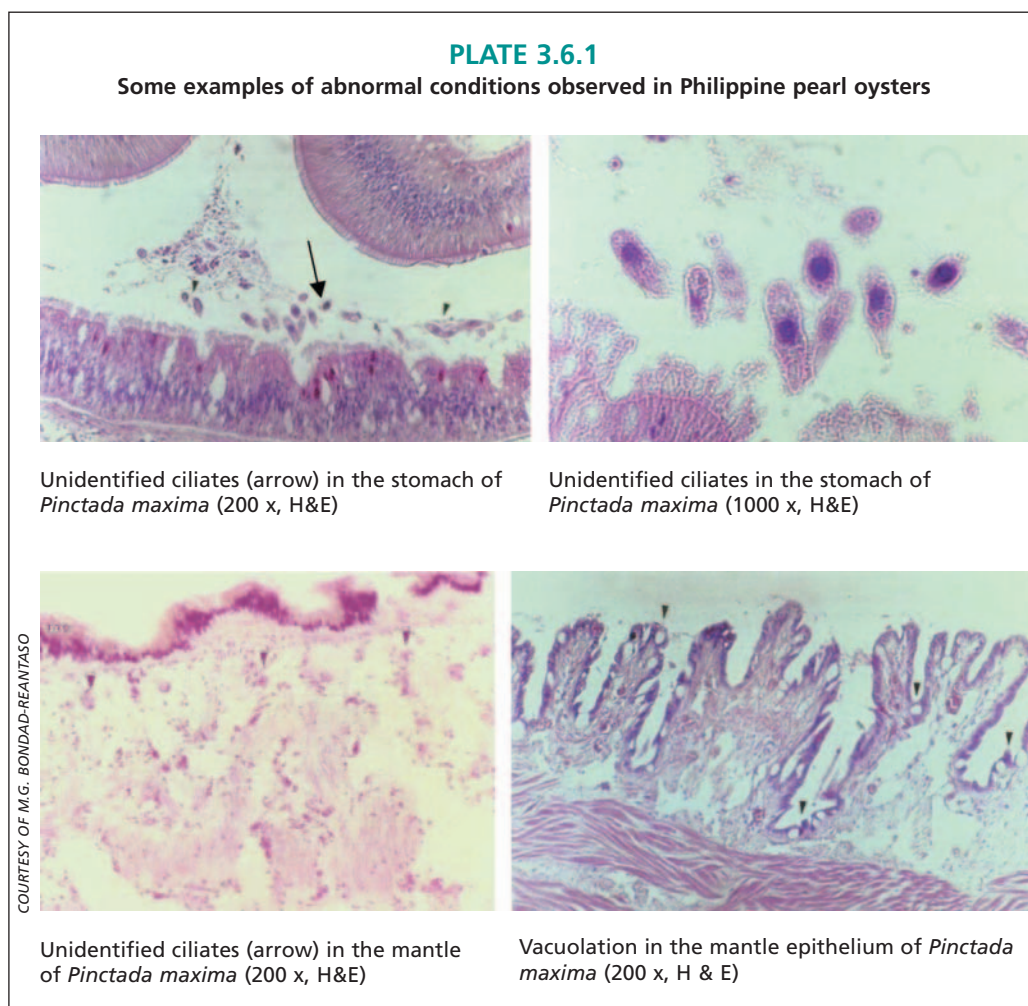 PLATE 3.6.1
Some examples of abnormal conditions observed in Philippine pearl oysters
Unidentified ciliates (arrow) in the stomach of
Pinctada maxima (200 x, H&E)
Unidentified ciliates in the stomach of
Pinctada maxima (1000 x, H&E)
COURTESY OF M.G. BONDAD-REANTASO
Unidentified ciliates (arrow) in the mantle
of Pinctada maxima (200 x, H&E)
Vacuolation in the mantle epithelium of Pinctada
maxima (200 x, H & E)